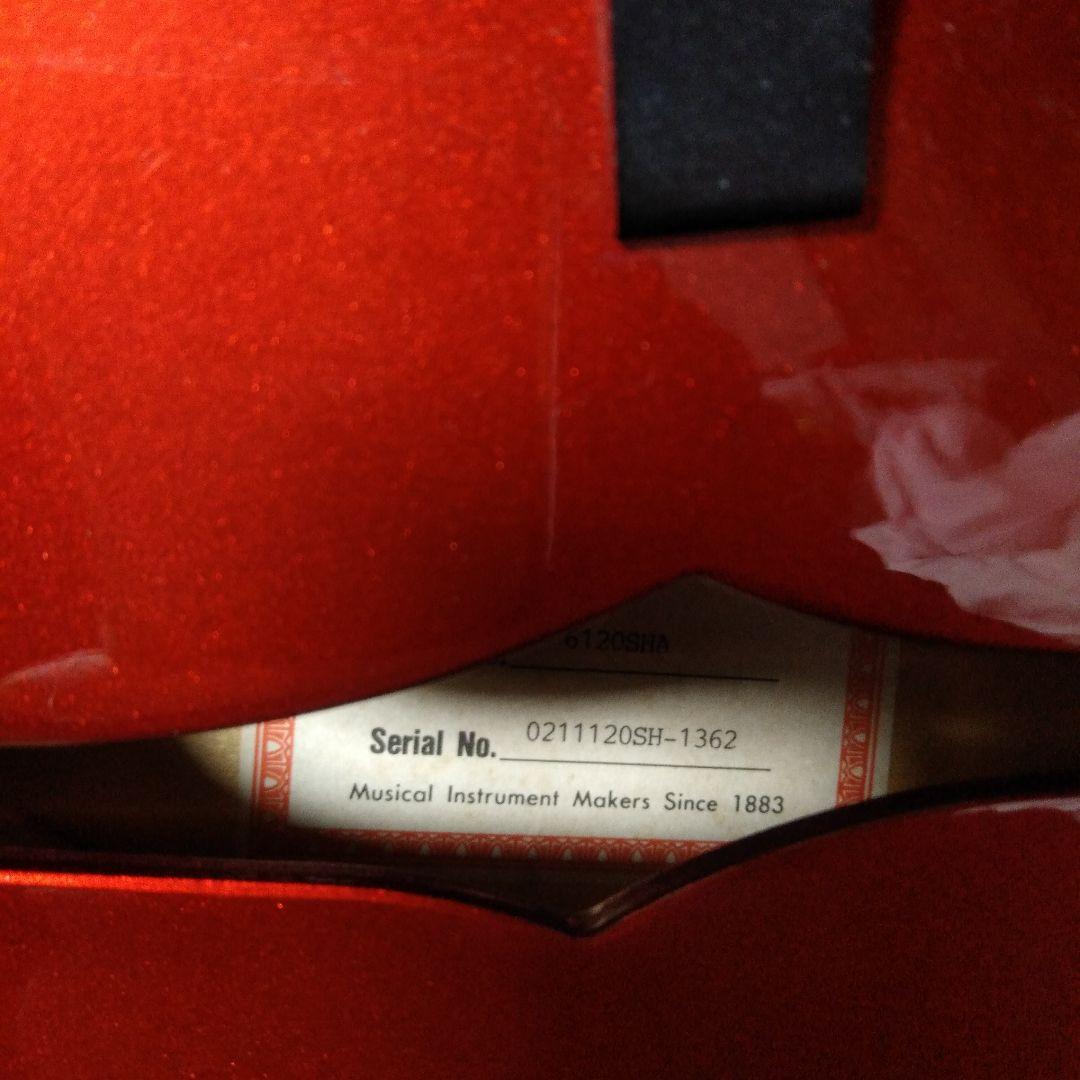 6120SHA
Serial No. 0211120SH-1362
Musical Instrument Makers Since 1883